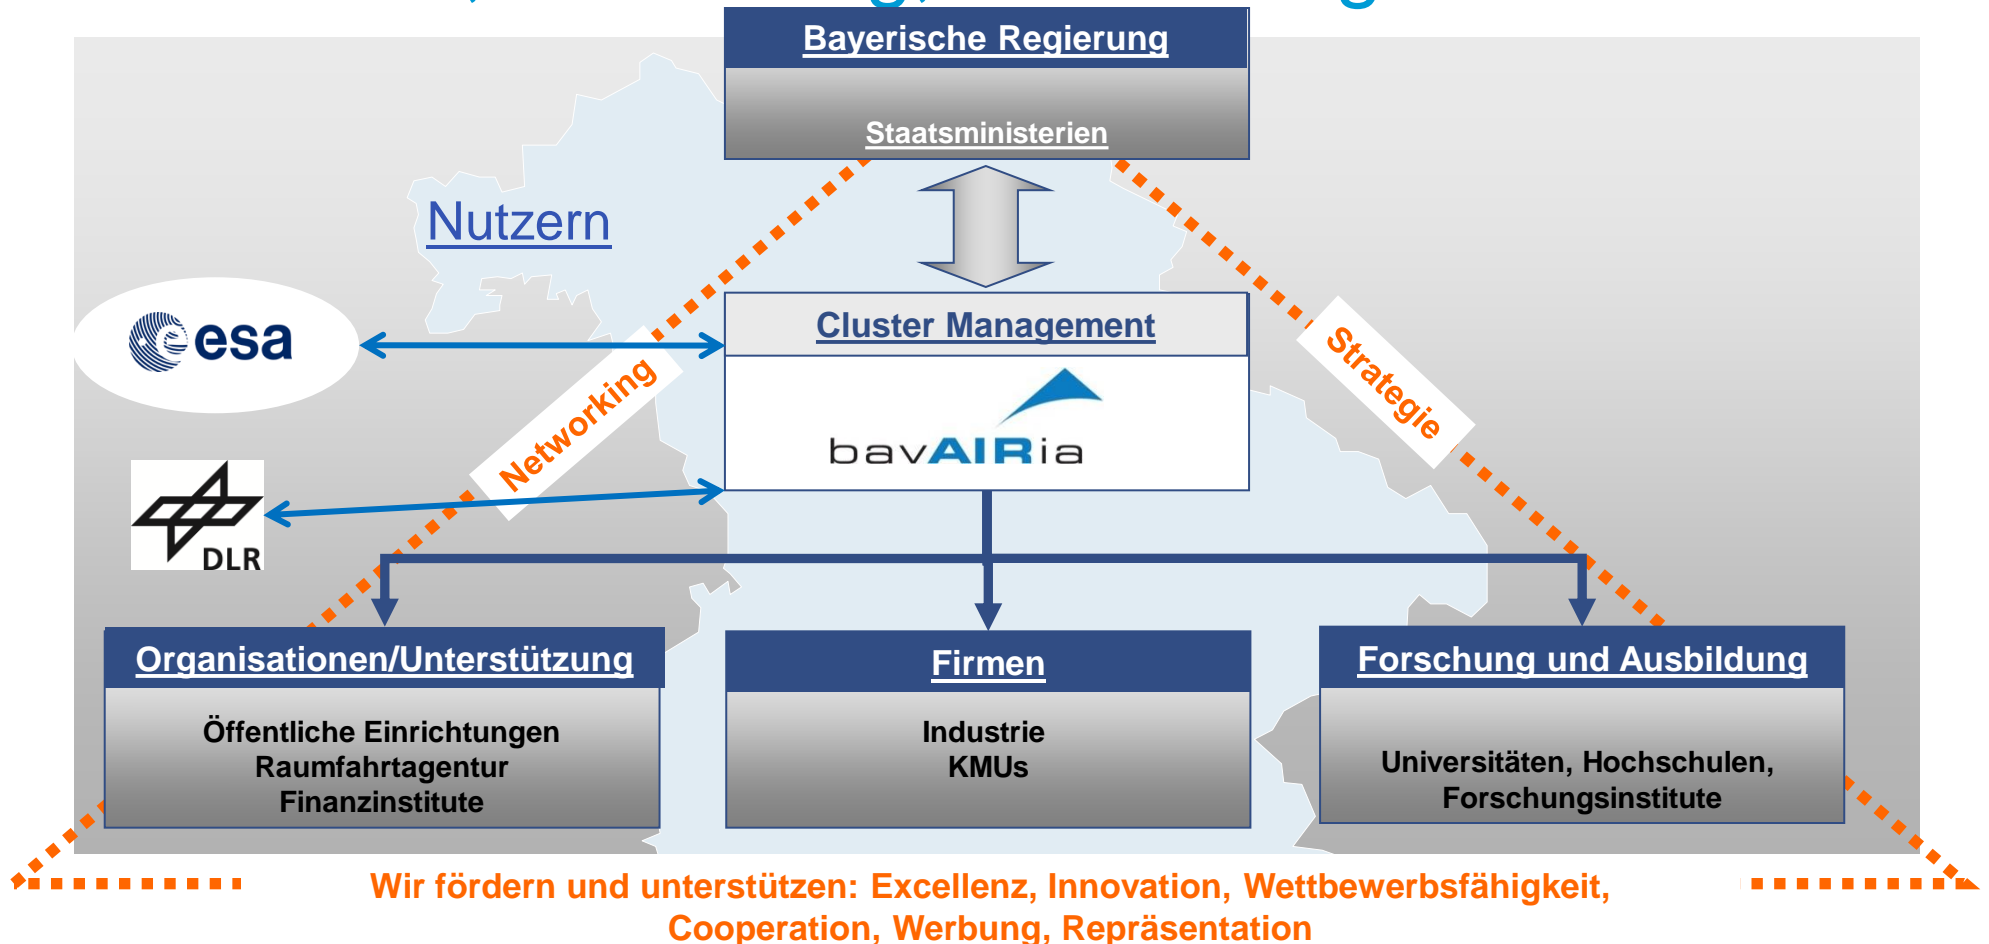 Bayerische Regierung
Staatsministerien
Nutzern
esa
Cluster Management
Networking
Strategie
bavAIRia
DLR
Organisationen/Unterstützung
Öffentliche Einrichtungen
Raumfahrtagentur
Finanzinstitute
Firmen
Industrie
KMUs
Forschung und Ausbildung
Universitäten, Hochschulen,
Forschungsinstitute
Wir fördern und unterstützen: Excellenz, Innovation, Wettbewerbsfähigkeit,
Cooperation, Werbung, Repräsentation